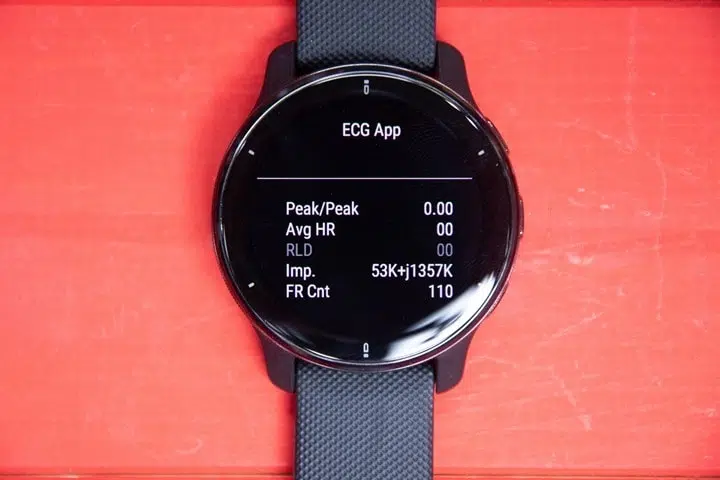 ECG App
Peak/Peak 0.00
Avg HR 00
RLD 00
Imp. 53K+j1357K
FR Cnt 110